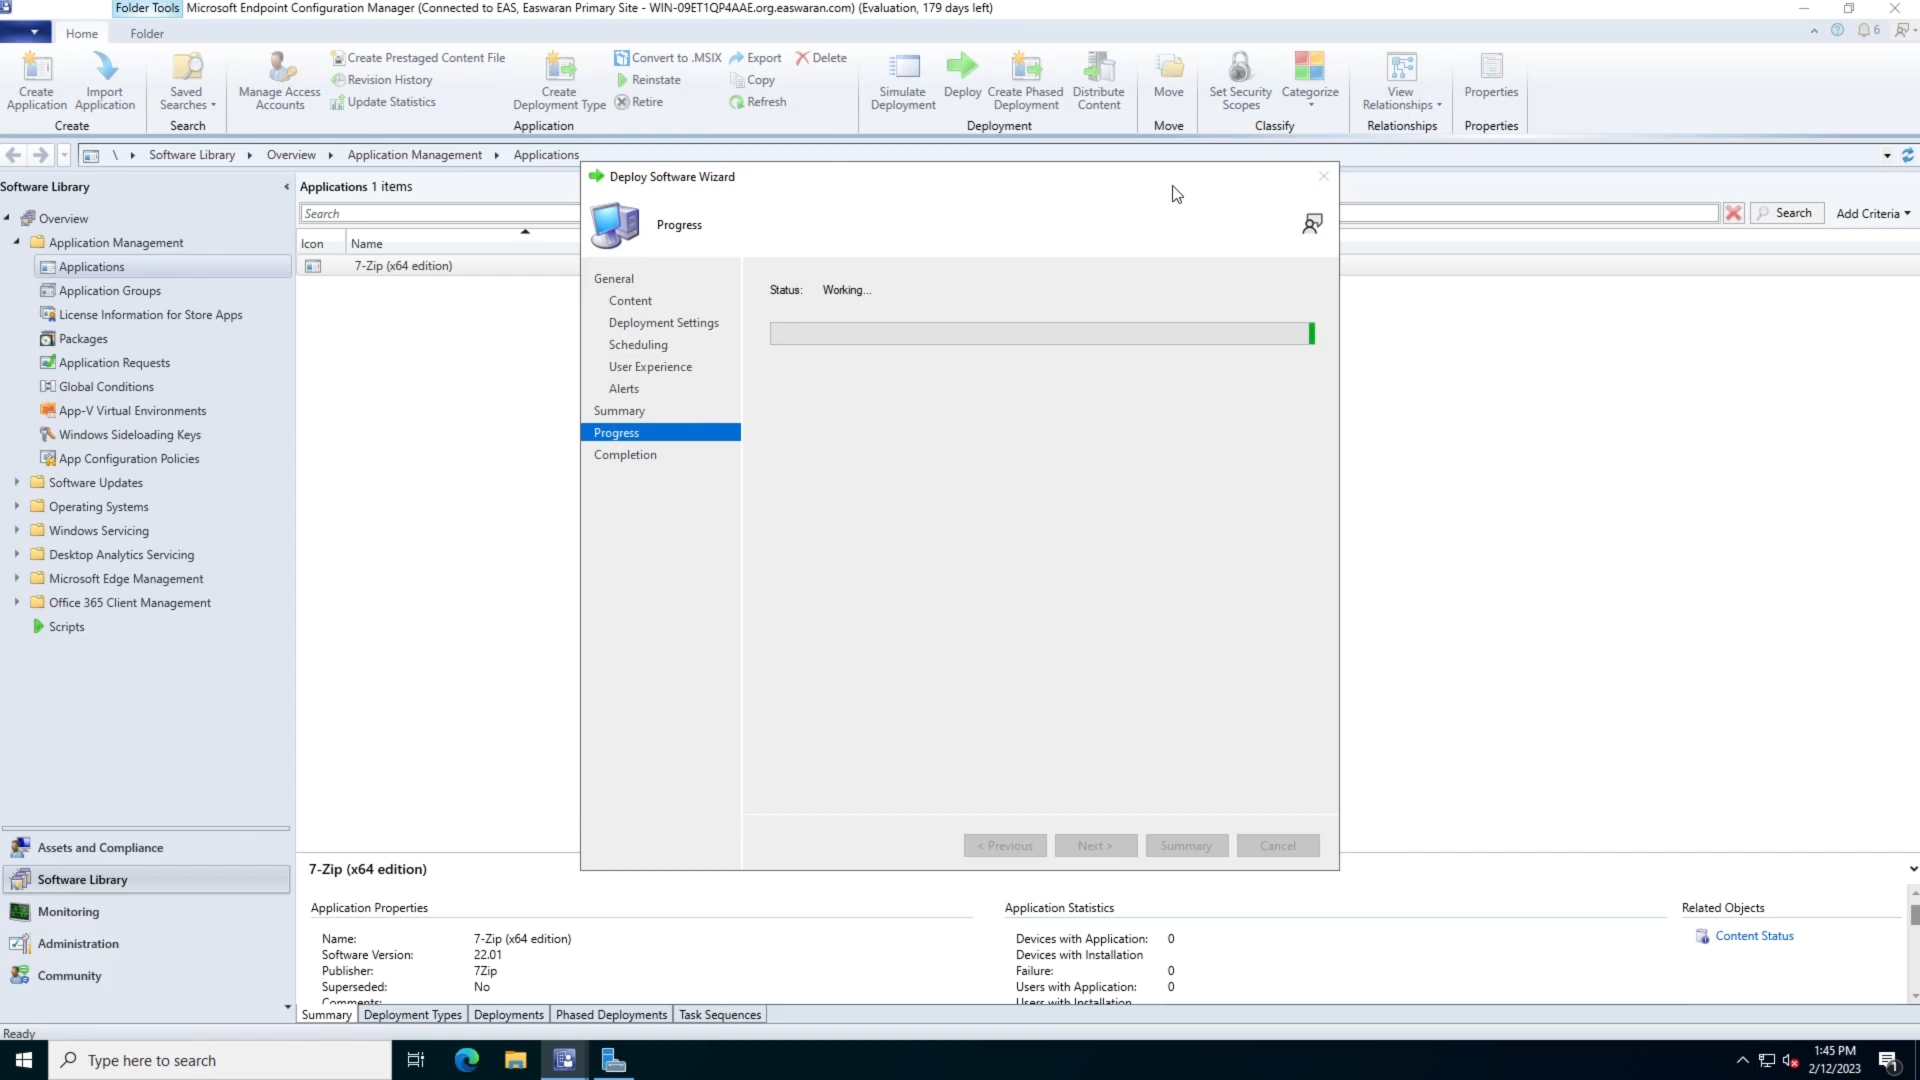 Folder Tools Microsoft Endpoint Configuration Manager (Connected to EAS, Easwaran Primary Site - WIN-09ET1QP4AAE.org.easwaran.com) (Evaluation, 179 days left)
Home Folder
6
Create Application
Import Application
Create
Saved Searches
Search
Manage Access Accounts
Create Prestaged Content File
Revision History
Update Statistics
Create Deployment Type
Convert to .MSIX
Reinstate
Retire
Export
Copy
Refresh
Delete
Application
Simulate Deployment
Deploy
Create Phased Deployment
Distribute Content
Deployment
Move
Move
Set Security Scopes
Categorize
Classify
View Relationships
Relationships
Properties
Properties
\ Software Library Overview Application Management Applications
Software Library
Overview
Application Management
Applications
Application Groups
License Information for Store Apps
Packages
Application Requests
Global Conditions
App-V Virtual Environments
Windows Sideloading Keys
App Configuration Policies
Software Updates
Operating Systems
Windows Servicing
Desktop Analytics Servicing
Microsoft Edge Management
Office 365 Client Management
Scripts
Assets and Compliance
Software Library
Monitoring
Administration
Community
Applications 1 items
Search
Search
Add Criteria
Icon Name
7-Zip (x64 edition)
Deploy Software Wizard
Progress
General
Content
Deployment Settings
Scheduling
User Experience
Alerts
Summary
Progress
Completion
Status: Working...
< Previous Next > Summary Cancel
7-Zip (x64 edition)
Application Properties
Name: 7-Zip (x64 edition)
Software Version: 22.01
Publisher: 7Zip
Superseded: No
Comments:
Application Statistics
Devices with Application: 0
Devices with Installation
Failure: 0
Users with Application: 0
Users with Installation
Related Objects
Content Status
Summary Deployment Types Deployments Phased Deployments Task Sequences
Ready
Type here to search
1:45 PM
2/12/2023
1